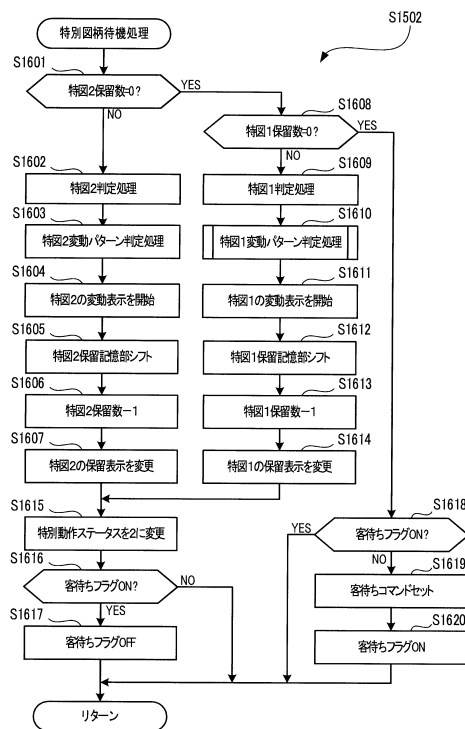 S1502
特別図柄待機処理
S1601
特図2保留数=0?
YES
NO
S1608
特図1保留数=0?
YES
NO
S1602
特図2判定処理
S1609
特図1判定処理
S1603
特図2変動パターン判定処理
S1610
特図1変動パターン判定処理
S1604
特図2の変動表示を開始
S1611
特図1の変動表示を開始
S1605
特図2保留記憶部シフト
S1612
特図1保留記憶部シフト
S1606
特図2保留数−1
S1613
特図1保留数−1
S1607
特図2の保留表示を変更
S1614
特図1の保留表示を変更
S1615
特別動作ステータスを2に変更
S1618
客待ちフラグON?
YES
NO
S1616
客待ちフラグON?
NO
YES
S1619
客待ちコマンドセット
S1617
客待ちフラグOFF
S1620
客待ちフラグON
リターン